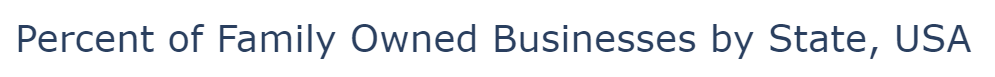 Percent of Family Owned Businesses by State, USA